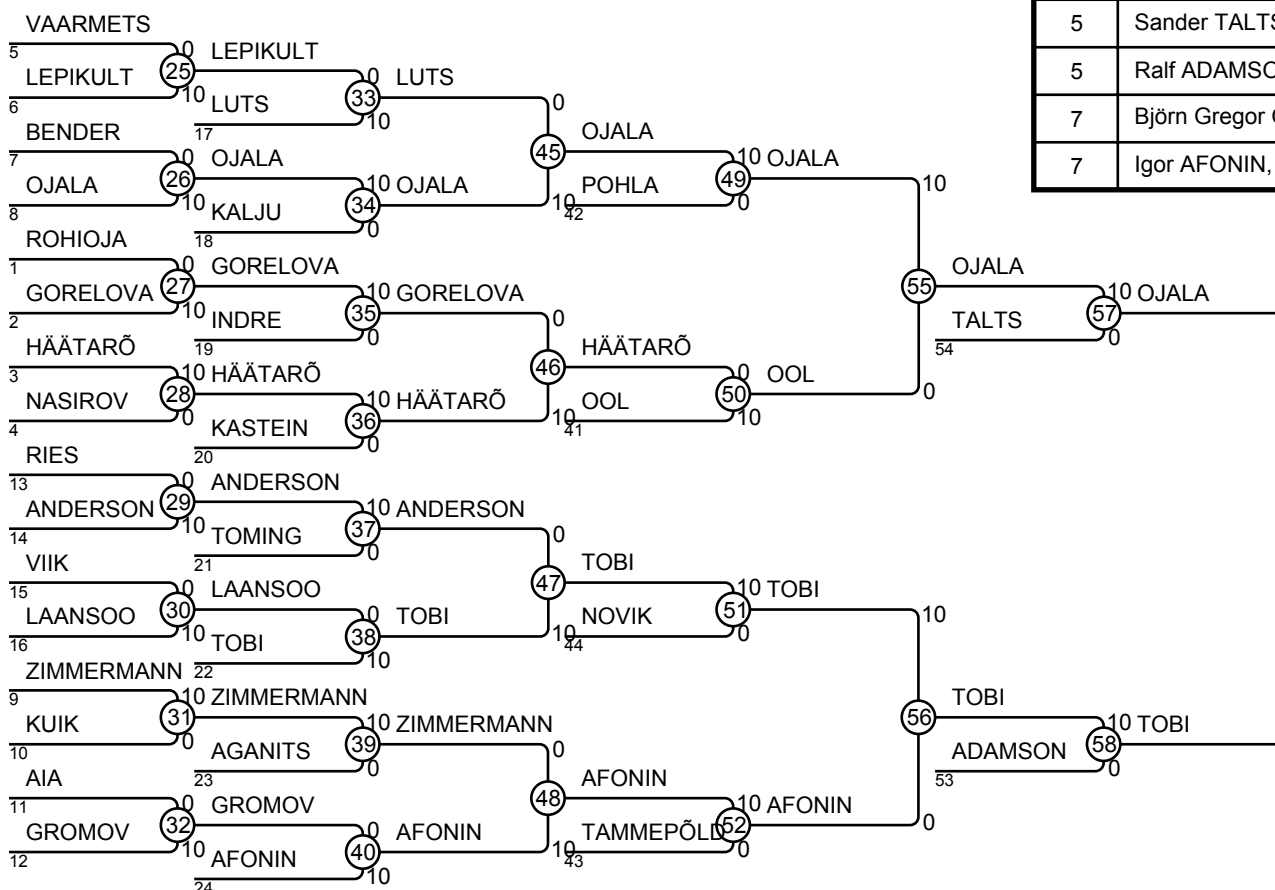 VAARMETS
5
LEPIKULT
6
0
25
10
LEPIKULT
LUTS
17
0
33
10
LUTS
BENDER
7
OJALA
8
0
26
10
OJALA
KALJU
18
10
34
0
OJALA
0
45
10
OJALA
POHLA
42
10
49
0
OJALA
ROHIOJA
1
GORELOVA
2
0
27
10
GORELOVA
INDRE
19
10
35
0
GORELOVA
HÄÄTARÕ
3
NASIROV
4
10
28
0
HÄÄTARÕ
KASTEIN
20
10
36
0
HÄÄTARÕ
0
46
10
HÄÄTARÕ
OOL
41
0
50
10
OOL
10
55
0
OJALA
TALTS
54
10
57
0
OJALA
RIES
13
ANDERSON
14
0
29
10
ANDERSON
TOMING
21
10
37
0
ANDERSON
VIIK
15
LAANSOO
16
0
30
10
LAANSOO
TOBI
22
0
38
10
TOBI
0
47
10
TOBI
NOVIK
44
10
51
0
TOBI
ZIMMERMANN
9
KUIK
10
10
31
0
ZIMMERMANN
AGANITS
23
10
39
0
ZIMMERMANN
AIA
11
GROMOV
12
0
32
10
GROMOV
AFONIN
24
0
40
10
AFONIN
0
48
10
AFONIN
TAMMEPÕLD
43
10
52
0
AFONIN
10
56
0
TOBI
ADAMSON
53
10
58
0
TOBI
5 Sander TALTS
5 Ralf ADAMSO
7 Björn Gregor
7 Igor AFONIN,